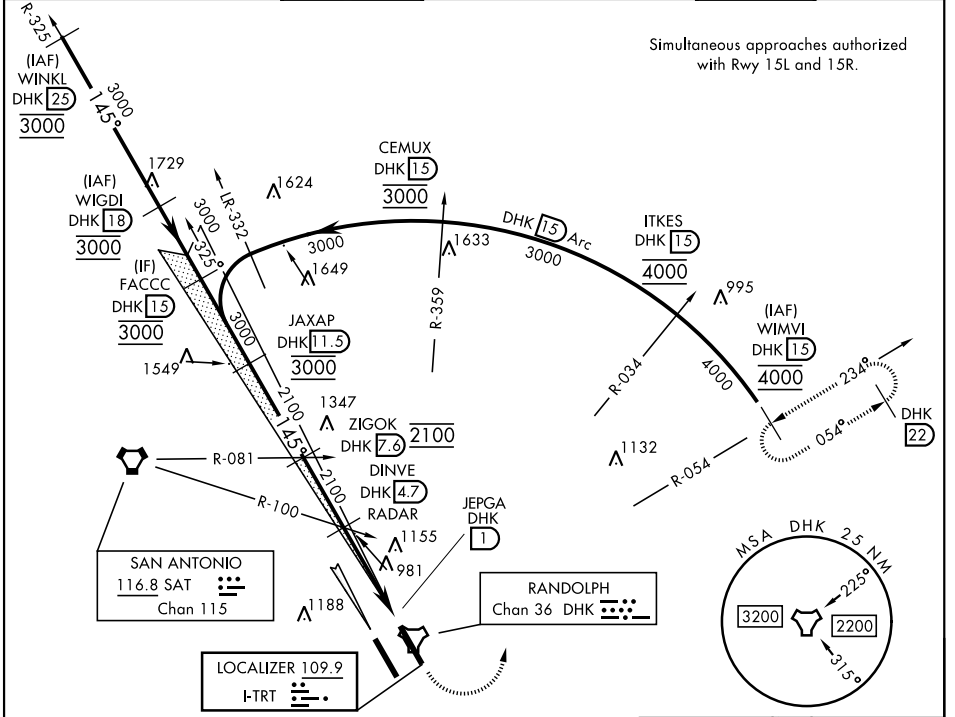 R-325
(IAF)
WINKL
DHK 25
3000
3000
145°
Simultaneous approaches authorized
with Rwy 15L and 15R.
(IAF)
WIGDI
DHK 18
3000
1729
1624
LR-332
3000
325°
CEMUX
DHK 15
3000
3000
1649
1633
DHK 15 Arc
3000
ITKES
DHK 15
4000
995
(IF)
FACCC
DHK 15
3000
3000
R-359
R-034
4000
(IAF)
WIMVI
DHK 15
4000
234°
054°
DHK
22
R-054
1132
JAXAP
DHK 11.5
3000
1549
2100
145°
1347
ZIGOK
DHK 7.6 2100
R-081
2100
DINVE
DHK 4.7
RADAR
R-100
JEPGA
DHK
1
1155
981
1188
SAN ANTONIO
116.8 SAT
Chan 115
RANDOLPH
Chan 36 DHK
LOCALIZER 109.9
I-TRT
MSA DHK 25 NM
225°
3200
2200
315°